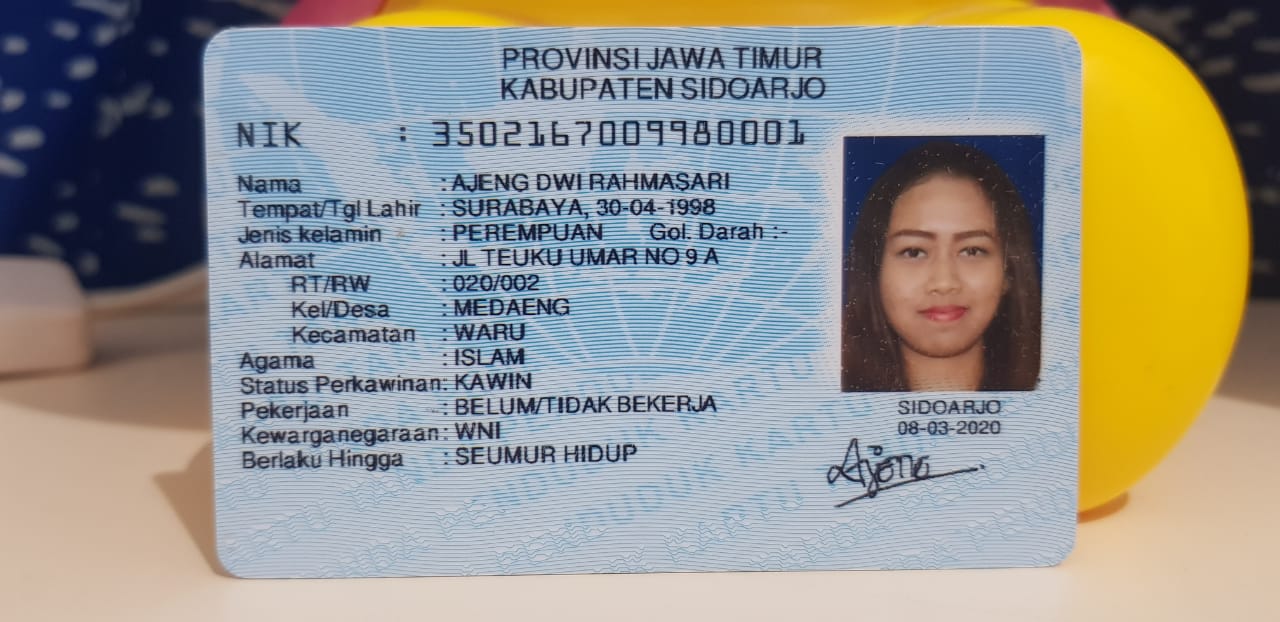 PROVINSI JAWA TIMUR
KABUPATEN SIDOARJO
NIK : 3502167009980001
Nama : AJENG DWI RAHMASARI
Tempat/Tgl Lahir : SURABAYA, 30-04-1998
Jenis kelamin : PEREMPUAN Gol. Darah :-
Alamat : JL TEUKU UMAR NO 9 A
RT/RW : 020/002
Kel/Desa : MEDAENG
Kecamatan : WARU
Agama : ISLAM
Status Perkawinan: KAWIN
Pekerjaan : BELUM/TIDAK BEKERJA
Kewarganegaraan: WNI
Berlaku Hingga : SEUMUR HIDUP
SIDOARJO
08-03-2020
Ajeng